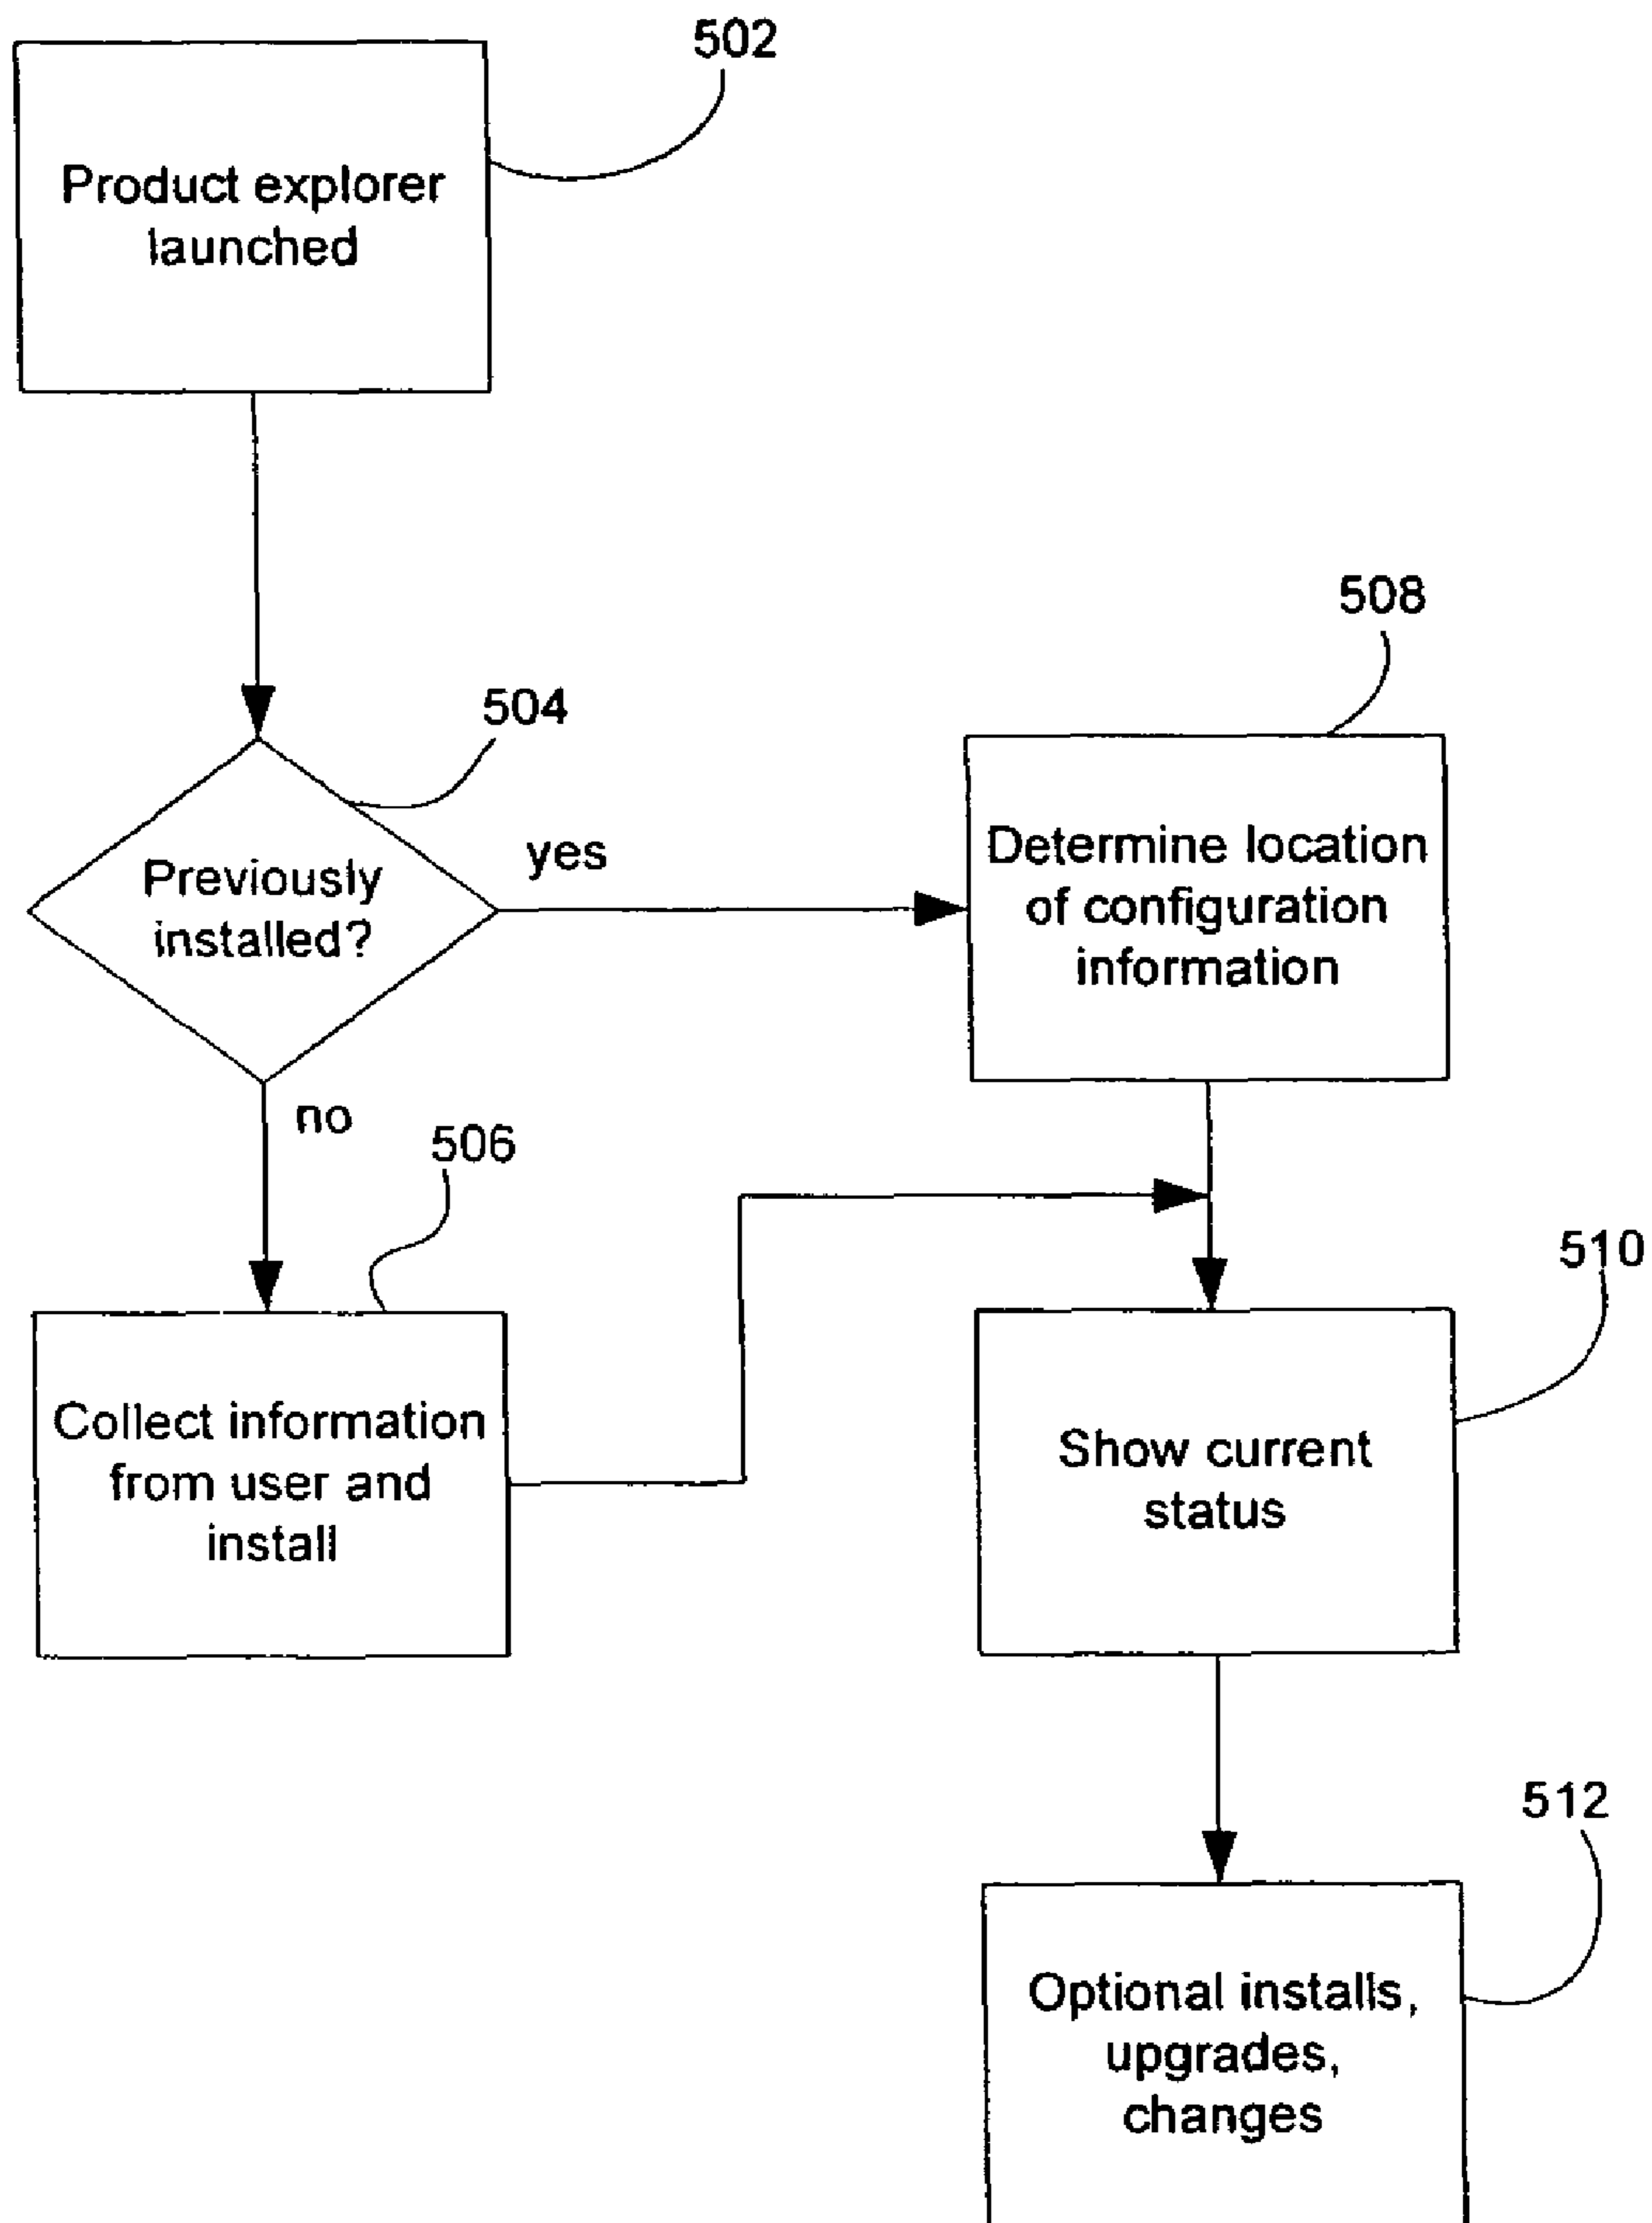 502
Product explorer
launched
504
Previously
installed?
yes
no
508
Determine location
of configuration
information
506
Collect information
from user and
install
510
Show current
status
512
Optional installs,
upgrades,
changes